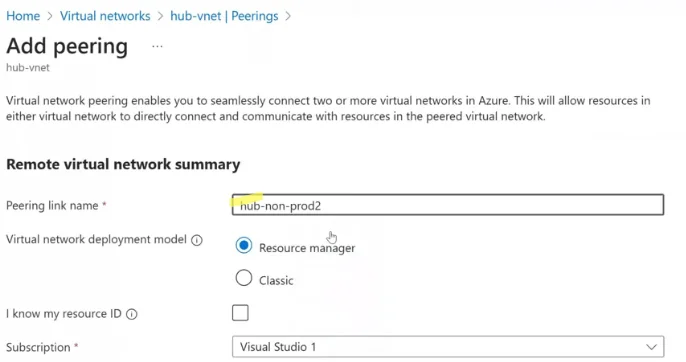 Home > Virtual networks > hub-vnet | Peerings >
Add peering ...
hub-vnet
Virtual network peering enables you to seamlessly connect two or more virtual networks in Azure. This will allow resources in
either virtual network to directly connect and communicate with resources in the peered virtual network.
Remote virtual network summary
Peering link name * hub-non-prod2
Virtual network deployment model Resource manager
Classic
I know my resource ID
Subscription * Visual Studio 1